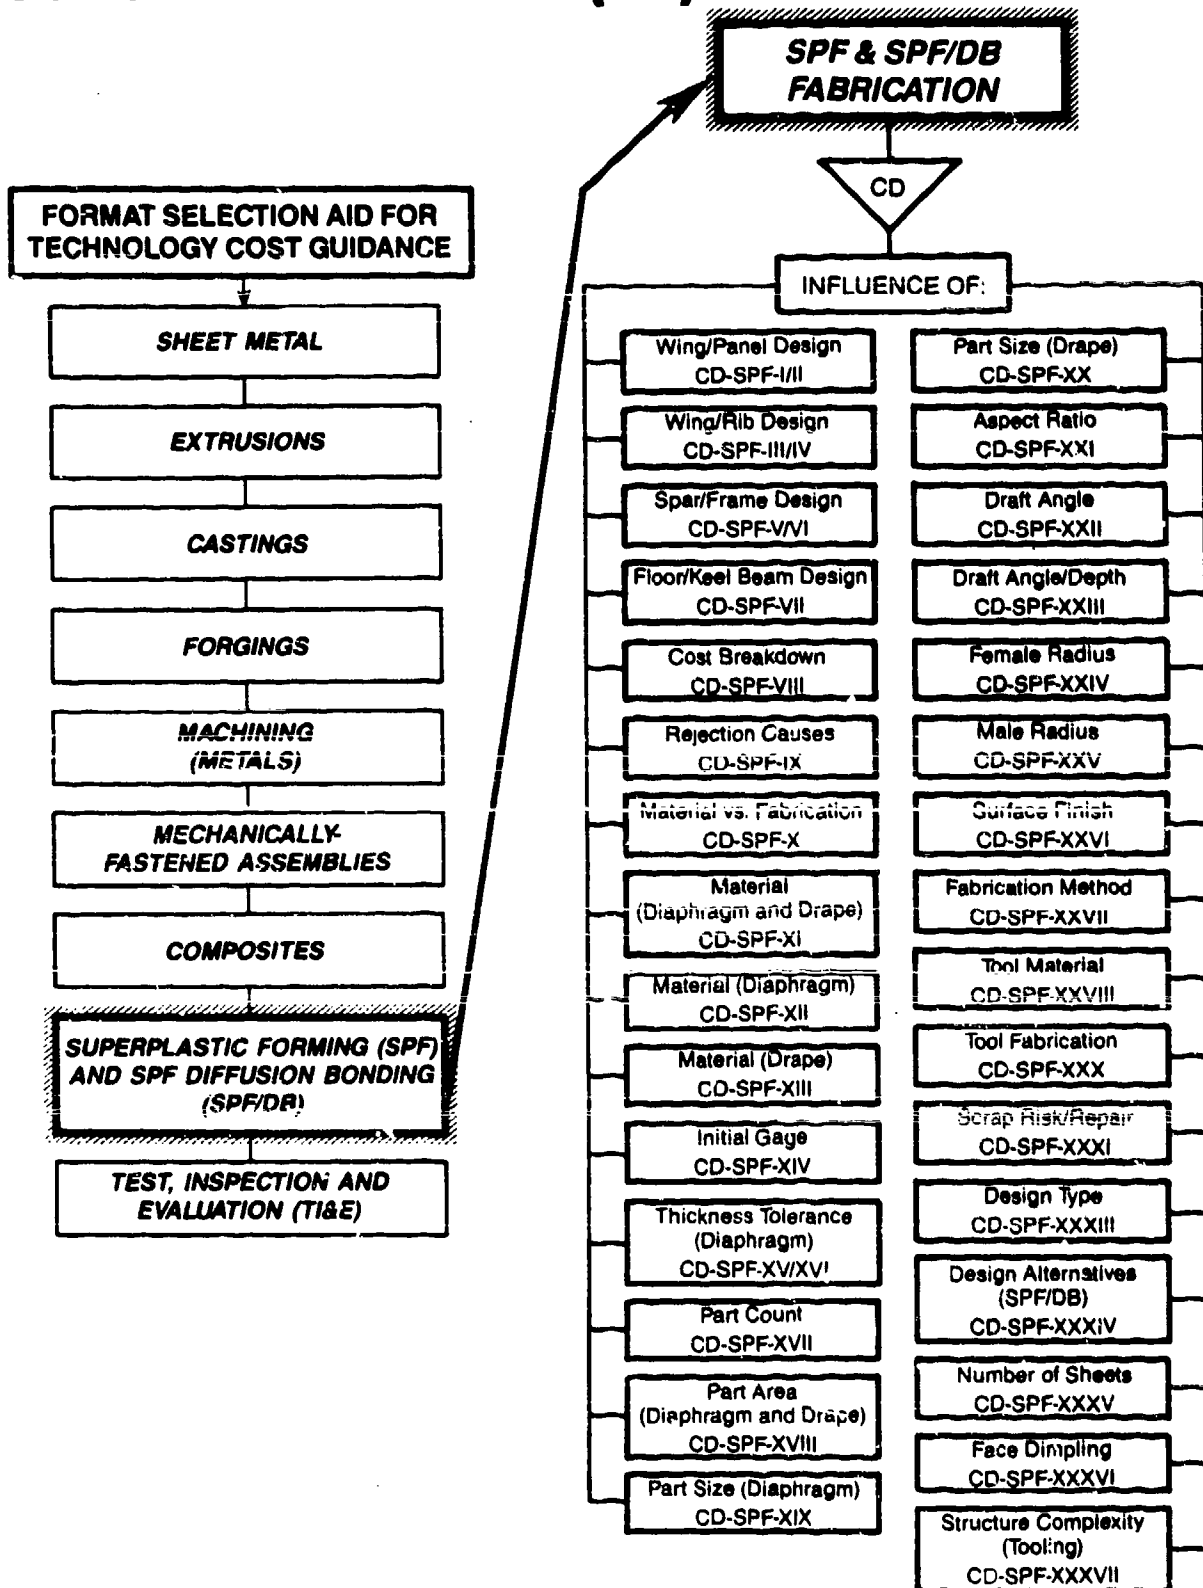 FORMAT SELECTION AID FOR
TECHNOLOGY COST GUIDANCE
SHEET METAL
EXTRUSIONS
CASTINGS
FORGINGS
MACHINING
(METALS)
MECHANICALLY-
FASTENED ASSEMBLIES
COMPOSITES
SUPERPLASTIC FORMING (SPF)
AND SPF DIFFUSION BONDING
(SPF/DB)
TEST, INSPECTION AND
EVALUATION (TI&E)
SPF & SPF/DB
FABRICATION
CD
INFLUENCE OF:
Wing/Panel Design
CD-SPF-I/II
Wing/Rib Design
CD-SPF-III/IV
Spar/Frame Design
CD-SPF-V/VI
Floor/Keel Beam Design
CD-SPF-VII
Cost Breakdown
CD-SPF-VIII
Rejection Causes
CD-SPF-IX
Material vs. Fabrication
CD-SPF-X
Material
(Diaphragm and Drape)
CD-SPF-XI
Material (Diaphragm)
CD-SPF-XII
Material (Drape)
CD-SPF-XIII
Initial Gage
CD-SPF-XIV
Thickness Tolerance
(Diaphragm)
CD-SPF-XV/XVI
Part Count
CD-SPF-XVII
Part Area
(Diaphragm and Drape)
CD-SPF-XVIII
Part Size (Diaphragm)
CD-SPF-XIX
Part Size (Drape)
CD-SPF-XX
Aspect Ratio
CD-SPF-XXI
Draft Angle
CD-SPF-XXII
Draft Angle/Depth
CD-SPF-XXIII
Female Radius
CD-SPF-XXIV
Male Radius
CD-SPF-XXV
Surface Finish
CD-SPF-XXVI
Fabrication Method
CD-SPF-XXVII
Tool Material
CD-SPF-XXVIII
Tool Fabrication
CD-SPF-XXX
Scrap Risk/Repair
CD-SPF-XXXI
Design Type
CD-SPF-XXXIII
Design Alternatives
(SPF/DB)
CD-SPF-XXXIV
Number of Sheets
CD-SPF-XXXV
Face Dimpling
CD-SPF-XXXVI
Structure Complexity
(Tooling)
CD-SPF-XXXVII